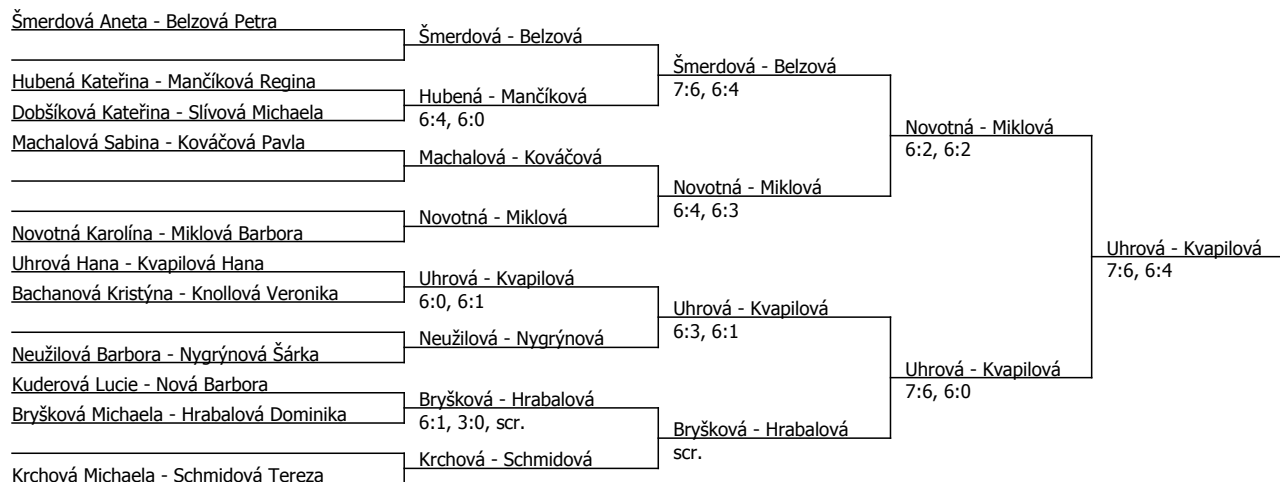 Šmerdová Aneta - Belzová Petra
Hubená Kateřina - Mančíková Regina
Dobšíková Kateřina - Slívová Michaela
Machalová Sabina - Kováčová Pavla
Novotná Karolína - Miklová Barbora
Uhrová Hana - Kvapilová Hana
Bachanová Kristýna - Knollová Veronika
Neužilová Barbora - Nygrýnová Šárka
Kuderová Lucie - Nová Barbora
Bryšková Michaela - Hrabalová Dominika
Krchová Michaela - Schmidová Tereza
Šmerdová - Belzová
Hubená - Mančíková
6:4, 6:0
Machalová - Kováčová
Novotná - Miklová
Uhrová - Kvapilová
6:0, 6:1
Neužilová - Nygrýnová
Bryšková - Hrabalová
6:1, 3:0, scr.
Krchová - Schmidová
Šmerdová - Belzová
7:6, 6:4
Novotná - Miklová
6:4, 6:3
Uhrová - Kvapilová
6:3, 6:1
Bryšková - Hrabalová
scr.
Novotná - Miklová
6:2, 6:2
Uhrová - Kvapilová
7:6, 6:0
Uhrová - Kvapilová
7:6, 6:4